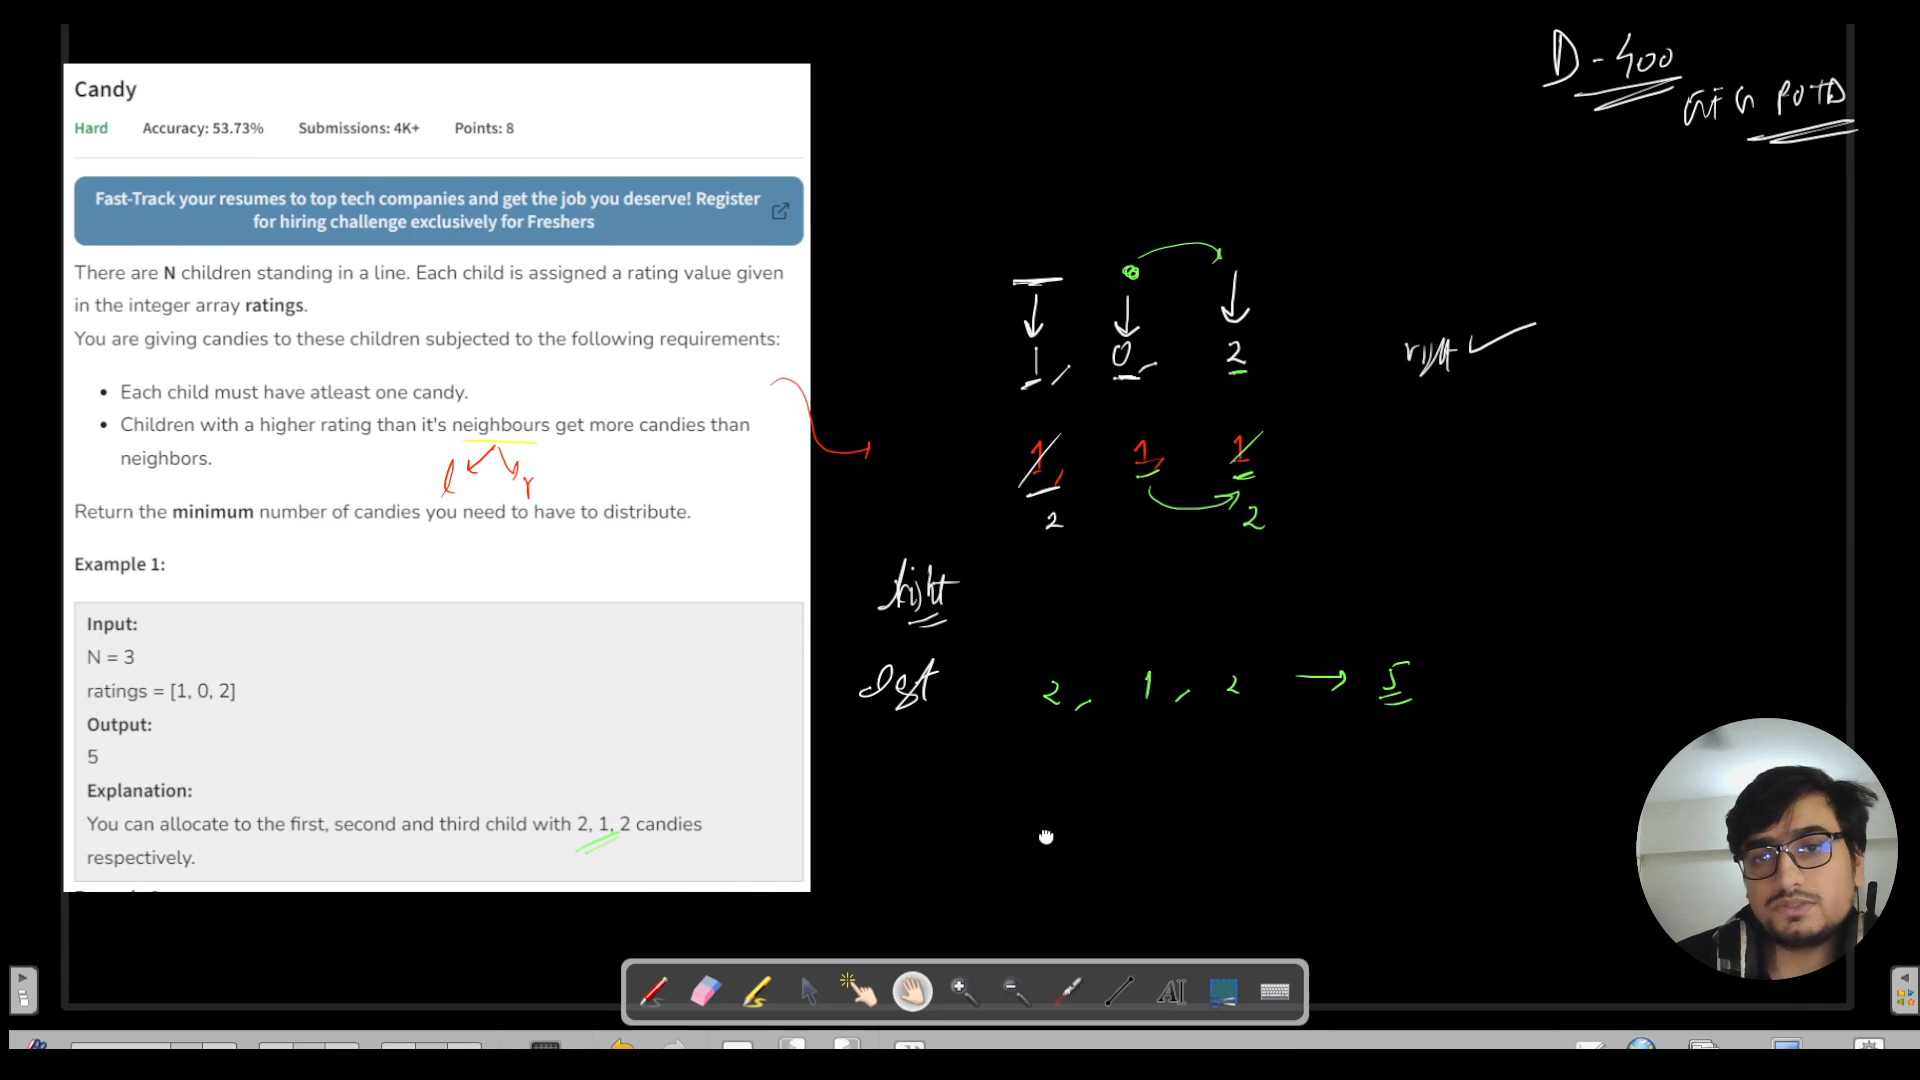 Candy
Hard Accuracy: 53.73% Submissions: 4K+ Points: 8
Fast-Track your resumes to top tech companies and get the job you deserve! Register
for hiring challenge exclusively for Freshers
There are N children standing in a line. Each child is assigned a rating value given
in the integer array ratings.
You are giving candies to these children subjected to the following requirements:
• Each child must have atleast one candy.
• Children with a higher rating than it's neighbours get more candies than
neighbors.
l r
Return the minimum number of candies you need to have to distribute.
Example 1:
Input:
N = 3
ratings = [1, 0, 2]
Output:
5
Explanation:
You can allocate to the first, second and third child with 2, 1, 2 candies
respectively.
D-400
GFG POTD
1, 0, 2
right ✓
1, 1, 1
2 2
right
left 2, 1, 2 → 5
AI